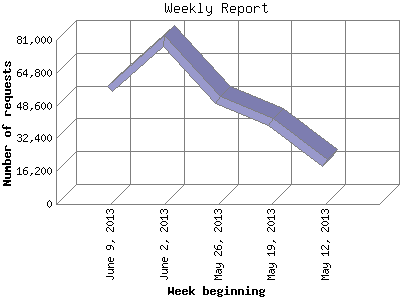 Weekly Report
Number of requests
81,000
64,800
48,600
32,400
16,200
0
June 9, 2013
June 2, 2013
May 26, 2013
May 19, 2013
May 12, 2013
Week beginning